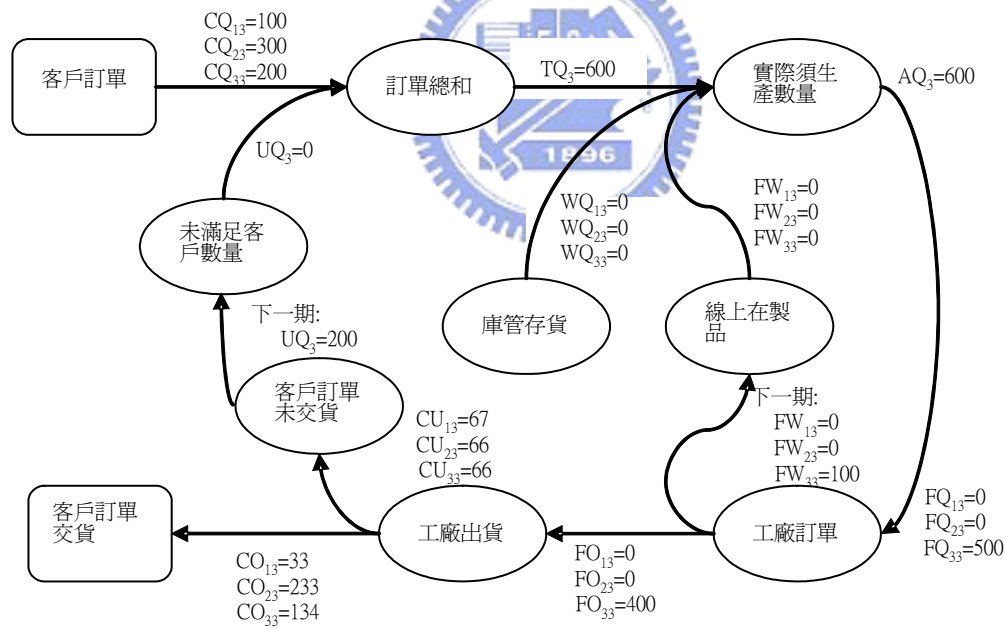 CQ₁₃=100
CQ₂₃=300
CQ₃₃=200
客戶訂單
訂單總和
TQ₃=600
實際須生
產數量
AQ₃=600
1896
UQ₃=0
FW₁₃=0
FW₂₃=0
FW₃₃=0
WQ₁₃=0
WQ₂₃=0
WQ₃₃=0
未滿足客
戶數量
庫管存貨
線上在製
品
下一期:
UQ₃=200
客戶訂單
未交貨
CU₁₃=67
CU₂₃=66
CU₃₃=66
下一期:
FW₁₃=0
FW₂₃=0
FW₃₃=100
客戶訂單
交貨
工廠出貨
工廠訂單
FQ₁₃=0
FQ₂₃=0
FQ₃₃=500
CO₁₃=33
CO₂₃=233
CO₃₃=134
FO₁₃=0
FO₂₃=0
FO₃₃=400